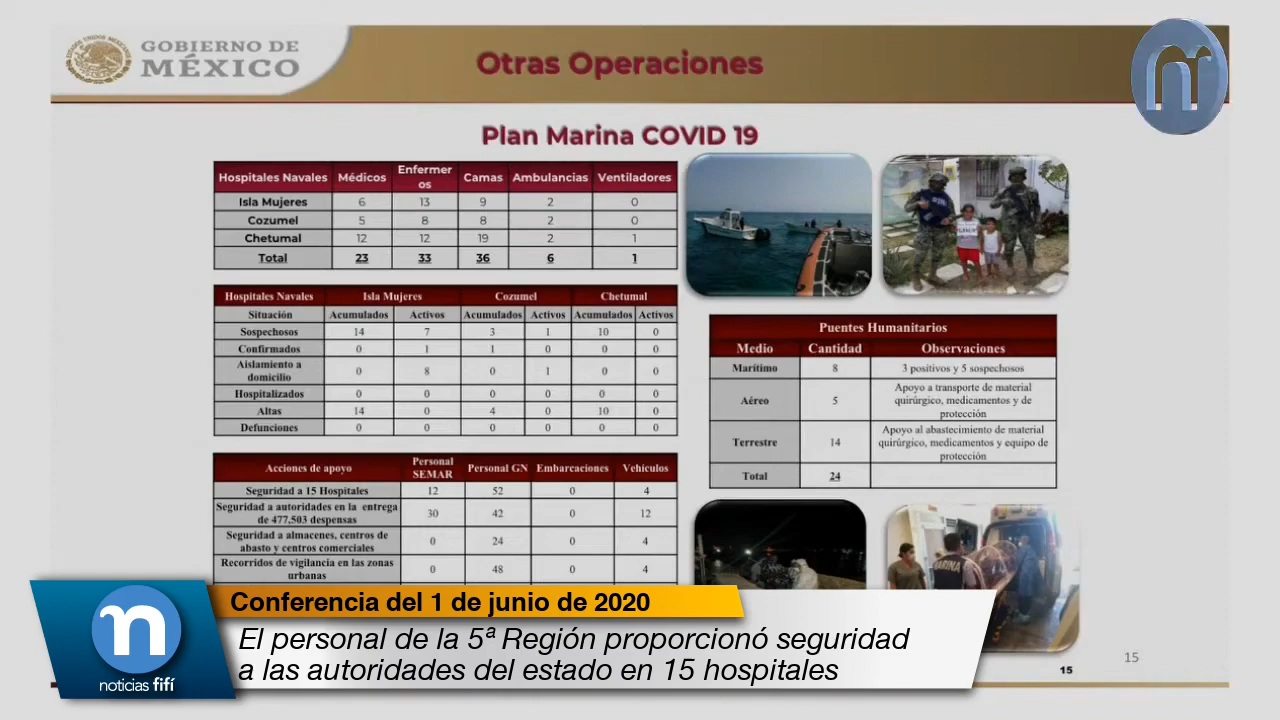 GOBIERNO DE
MÉXICO
Otras Operaciones
Plan Marina COVID 19
Hospitales Navales Médicos Enfermer os Camas Ambulancias Ventiladores
Isla Mujeres 6 13 9 2 0
Cozumel 5 8 8 2 0
Chetumal 12 12 19 2 1
Total 23 33 36 6 1
Hospitales Navales Isla Mujeres Cozumel Chetumal
Situación Acumulados Activos Acumulados Activos Acumulados Activos
Sospechosos 14 7 3 1 10 0
Confirmados 0 1 1 0 0 0
Aislamiento a domicilio 0 8 0 1 0 0
Hospitalizados 0 0 0 0 0 0
Altas 14 0 4 0 10 0
Defunciones 0 0 0 0 0 0
Acciones de apoyo Personal SEMAR Personal GN Embarcaciones Vehículos
Seguridad a 15 Hospitales 12 52 0 4
Seguridad a autoridades en la entrega de 477,503 despensas 30 42 0 12
Seguridad a almacenes, centros de abasto y centros comerciales 0 24 0 4
Recorridos de vigilancia en las zonas urbanas 0 48 0 4
Puentes Humanitarios
Medio Cantidad Observaciones
Marítimo 8 3 positivos y 5 sospechosos
Aéreo 5 Apoyo a transporte de material quirúrgico, medicamentos y de protección
Terrestre 14 Apoyo al abastecimiento de material quirúrgico, medicamentos y equipo de protección
Total 24
MARINA
15
15
Conferencia del 1 de junio de 2020
El personal de la 5ª Región proporcionó seguridad
a las autoridades del estado en 15 hospitales
n
noticias fifí